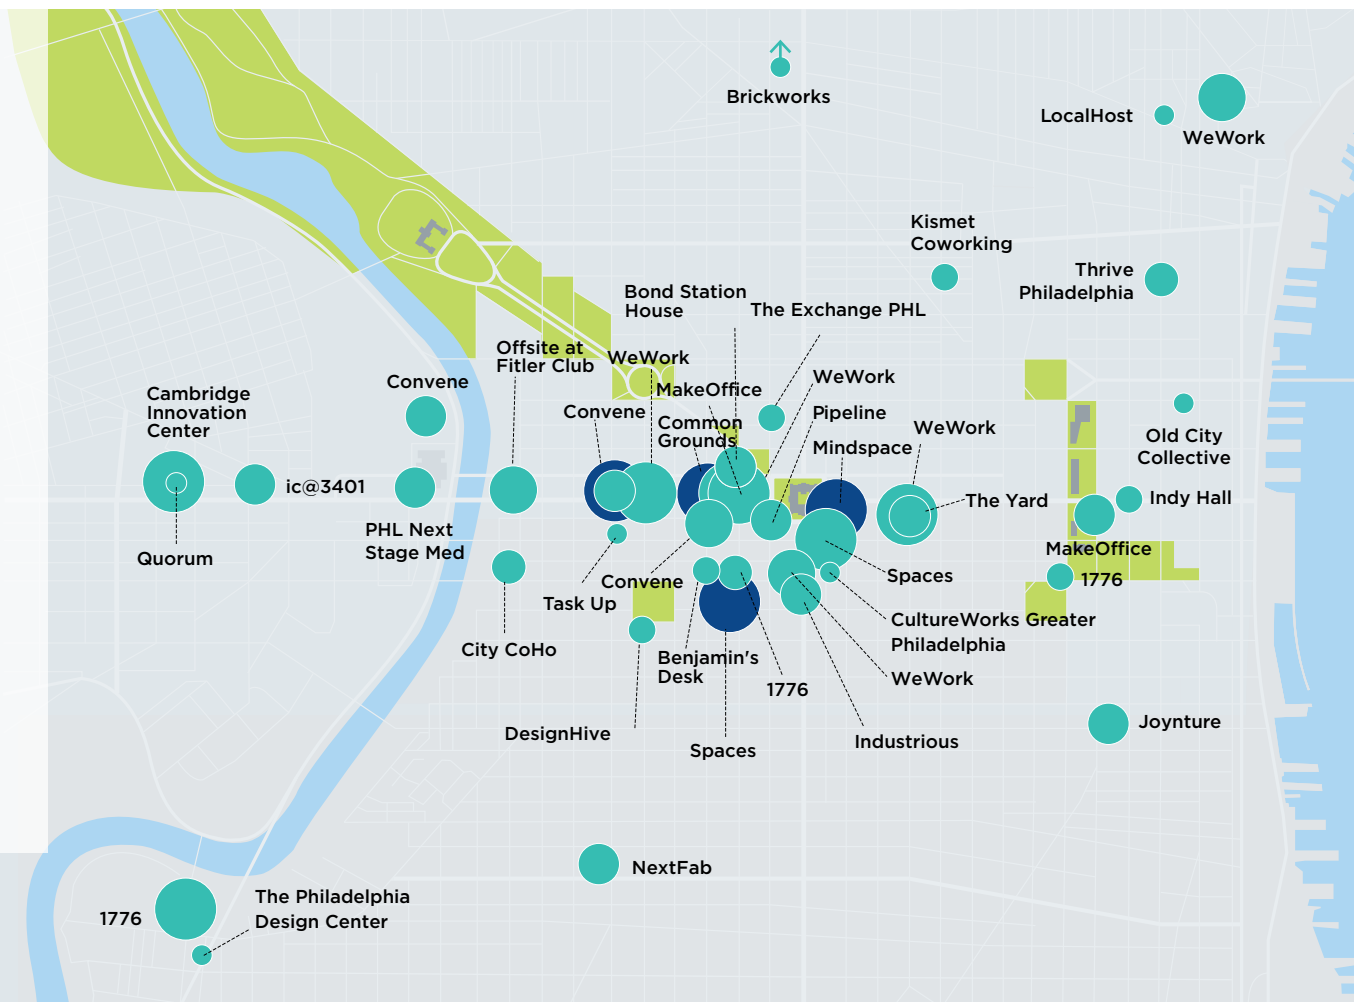 Brickworks
LocalHost
WeWork
Kismet
Coworking
Thrive
Philadelphia
Bond Station
House
The Exchange PHL
Offsite at
Fitler Club
WeWork
Convene
MakeOffice
WeWork
Cambridge
Innovation
Center
Convene
Common
Grounds
Pipeline
WeWork
Mindspace
Old City
Collective
ic@3401
The Yard
Indy Hall
PHL Next
Stage Med
Quorum
MakeOffice
1776
Convene
Spaces
Task Up
CultureWorks Greater
Philadelphia
City CoHo
Benjamin's
Desk
1776
WeWork
Joynture
DesignHive
Spaces
Industrious
NextFab
1776
The Philadelphia
Design Center